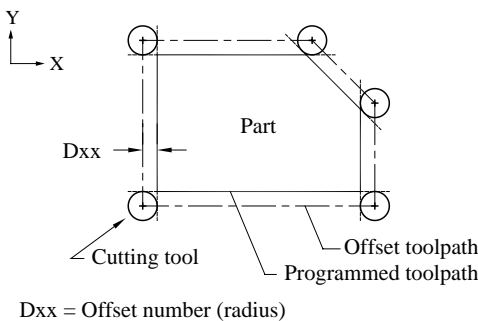 Y
X
Part
Dxx
Offset toolpath
Cutting tool
Programmed toolpath
Dxx = Offset number (radius)